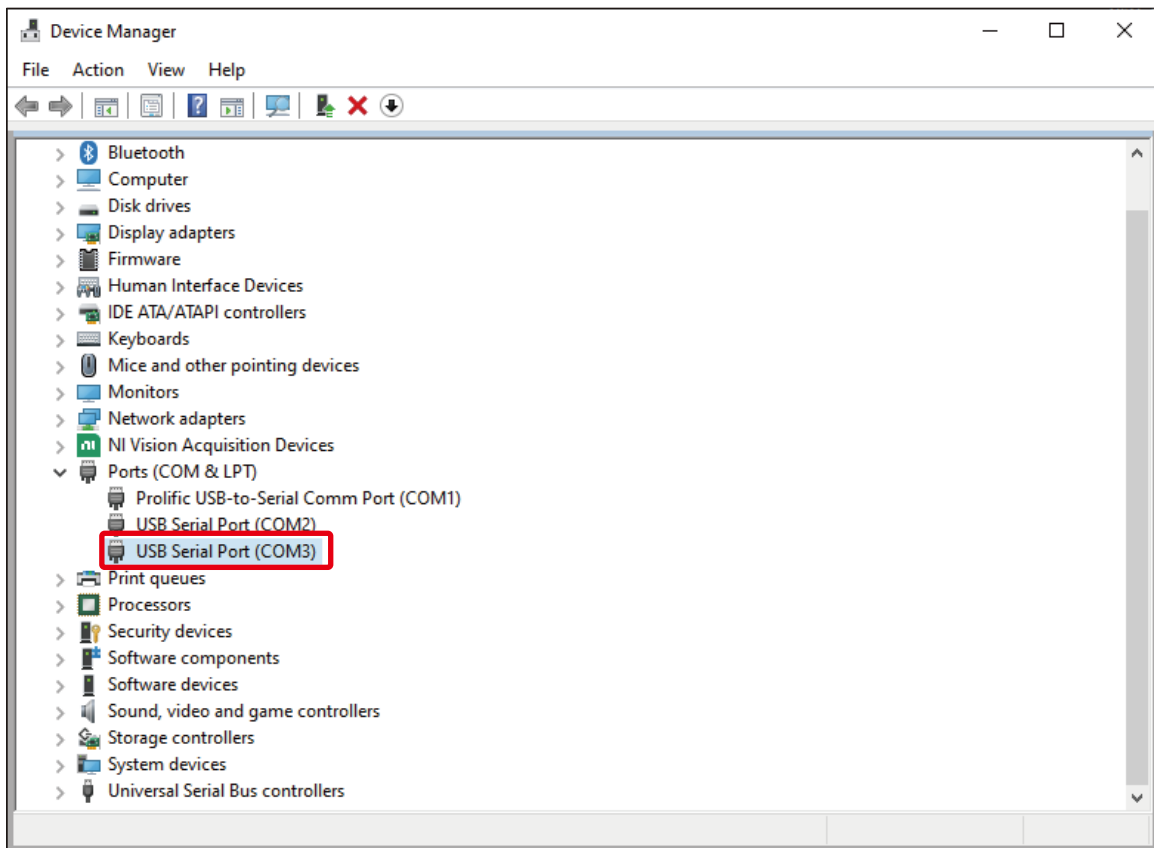 Device Manager
File Action View Help
Bluetooth
Computer
Disk drives
Display adapters
Firmware
Human Interface Devices
IDE ATA/ATAPI controllers
Keyboards
Mice and other pointing devices
Monitors
Network adapters
NI Vision Acquisition Devices
Ports (COM & LPT)
Prolific USB-to-Serial Comm Port (COM1)
USB Serial Port (COM2)
USB Serial Port (COM3)
Print queues
Processors
Security devices
Software components
Software devices
Sound, video and game controllers
Storage controllers
System devices
Universal Serial Bus controllers